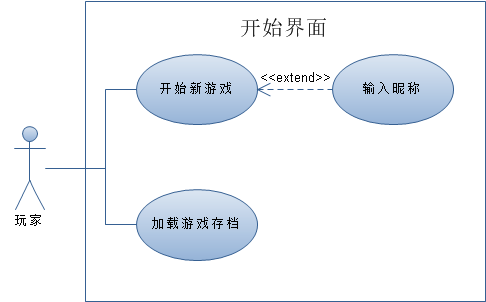 开始界面
开始新游戏
<<extend>>
输入昵称
玩家
加载游戏存档